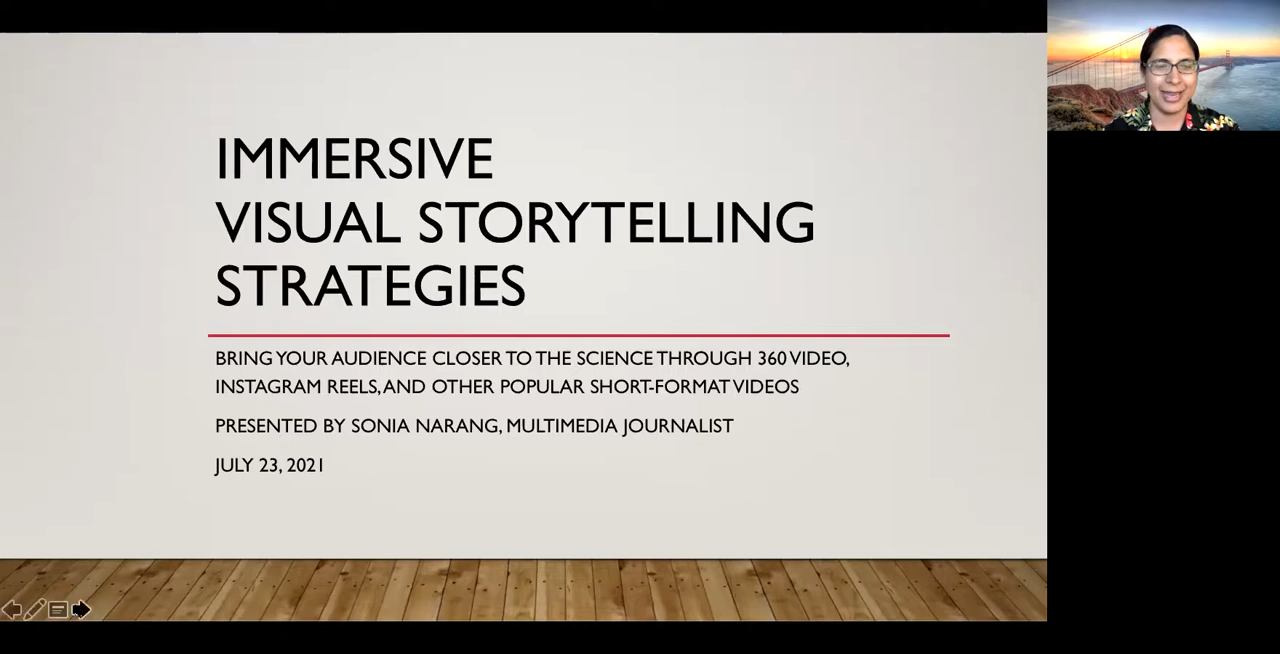 IMMERSIVE
VISUAL STORYTELLING
STRATEGIES
BRING YOUR AUDIENCE CLOSER TO THE SCIENCE THROUGH 360 VIDEO,
INSTAGRAM REELS, AND OTHER POPULAR SHORT-FORMAT VIDEOS
PRESENTED BY SONIA NARANG, MULTIMEDIA JOURNALIST
JULY 23, 2021